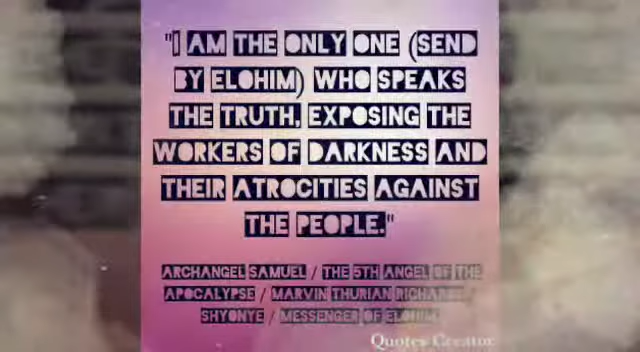 "I AM THE ONLY ONE (SEND
BY ELOHIM) WHO SPEAKS
THE TRUTH, EXPOSING THE
WORKERS OF DARKNESS AND
THEIR ATROCITIES AGAINST
THE PEOPLE."
ARCHANGEL SAMUEL / THE 5TH ANGEL OF THE
APOCALYPSE / MARVIN THURIAN RICHARDS /
SHYONYE / MESSENGER OF ELOHIM
Quotes Creator